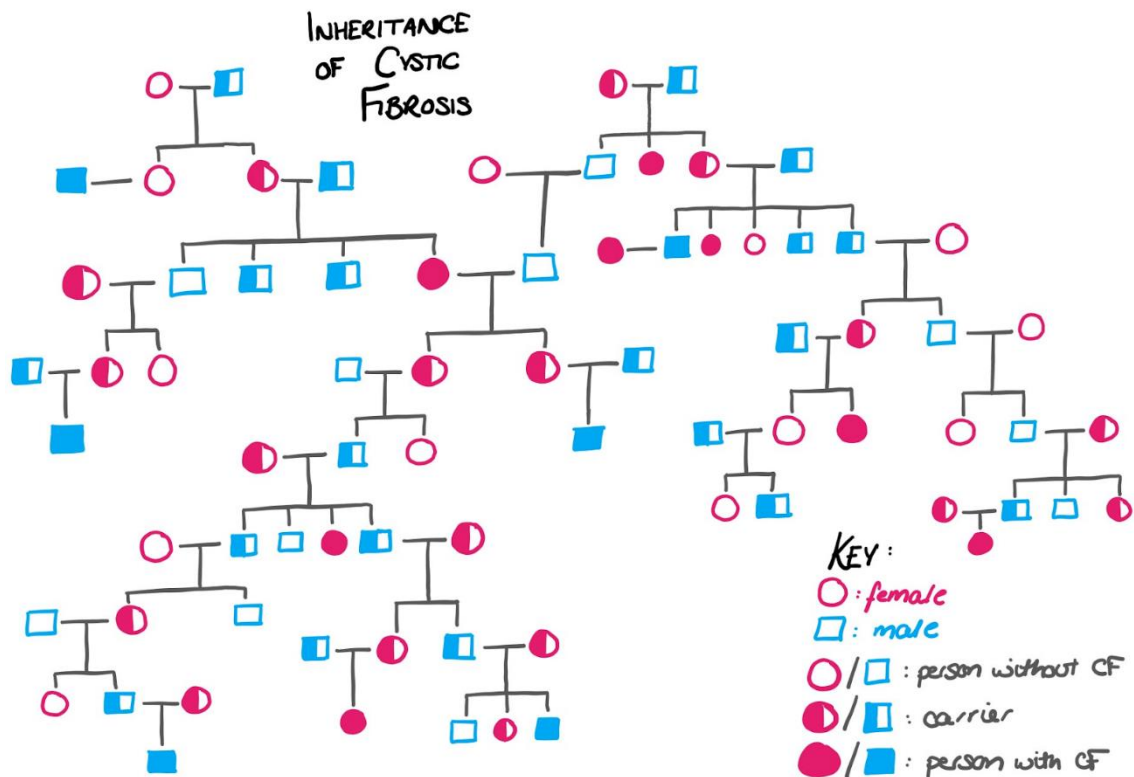 INHERITANCE
OF CYSTIC
FIBROSIS
KEY:
: female
: male
/ : person without CF
/ : carrier
/ : person with CF